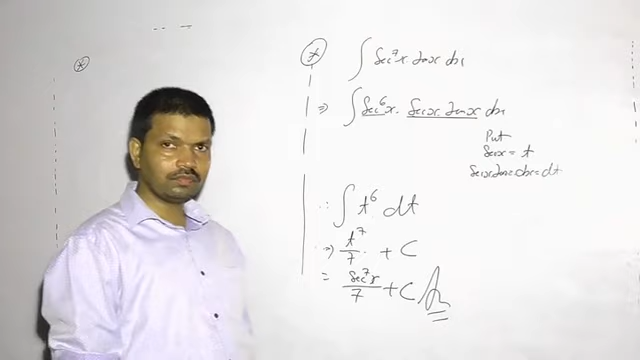 * ∫ sec⁷x tanx dx
⇒ ∫ sec⁶x · secx tanx dx
Put
secx = t
secx tanx dx = dt
∴ ∫ t⁶ dt
⇒ t⁷/7 + C
= sec⁷x/7 + C